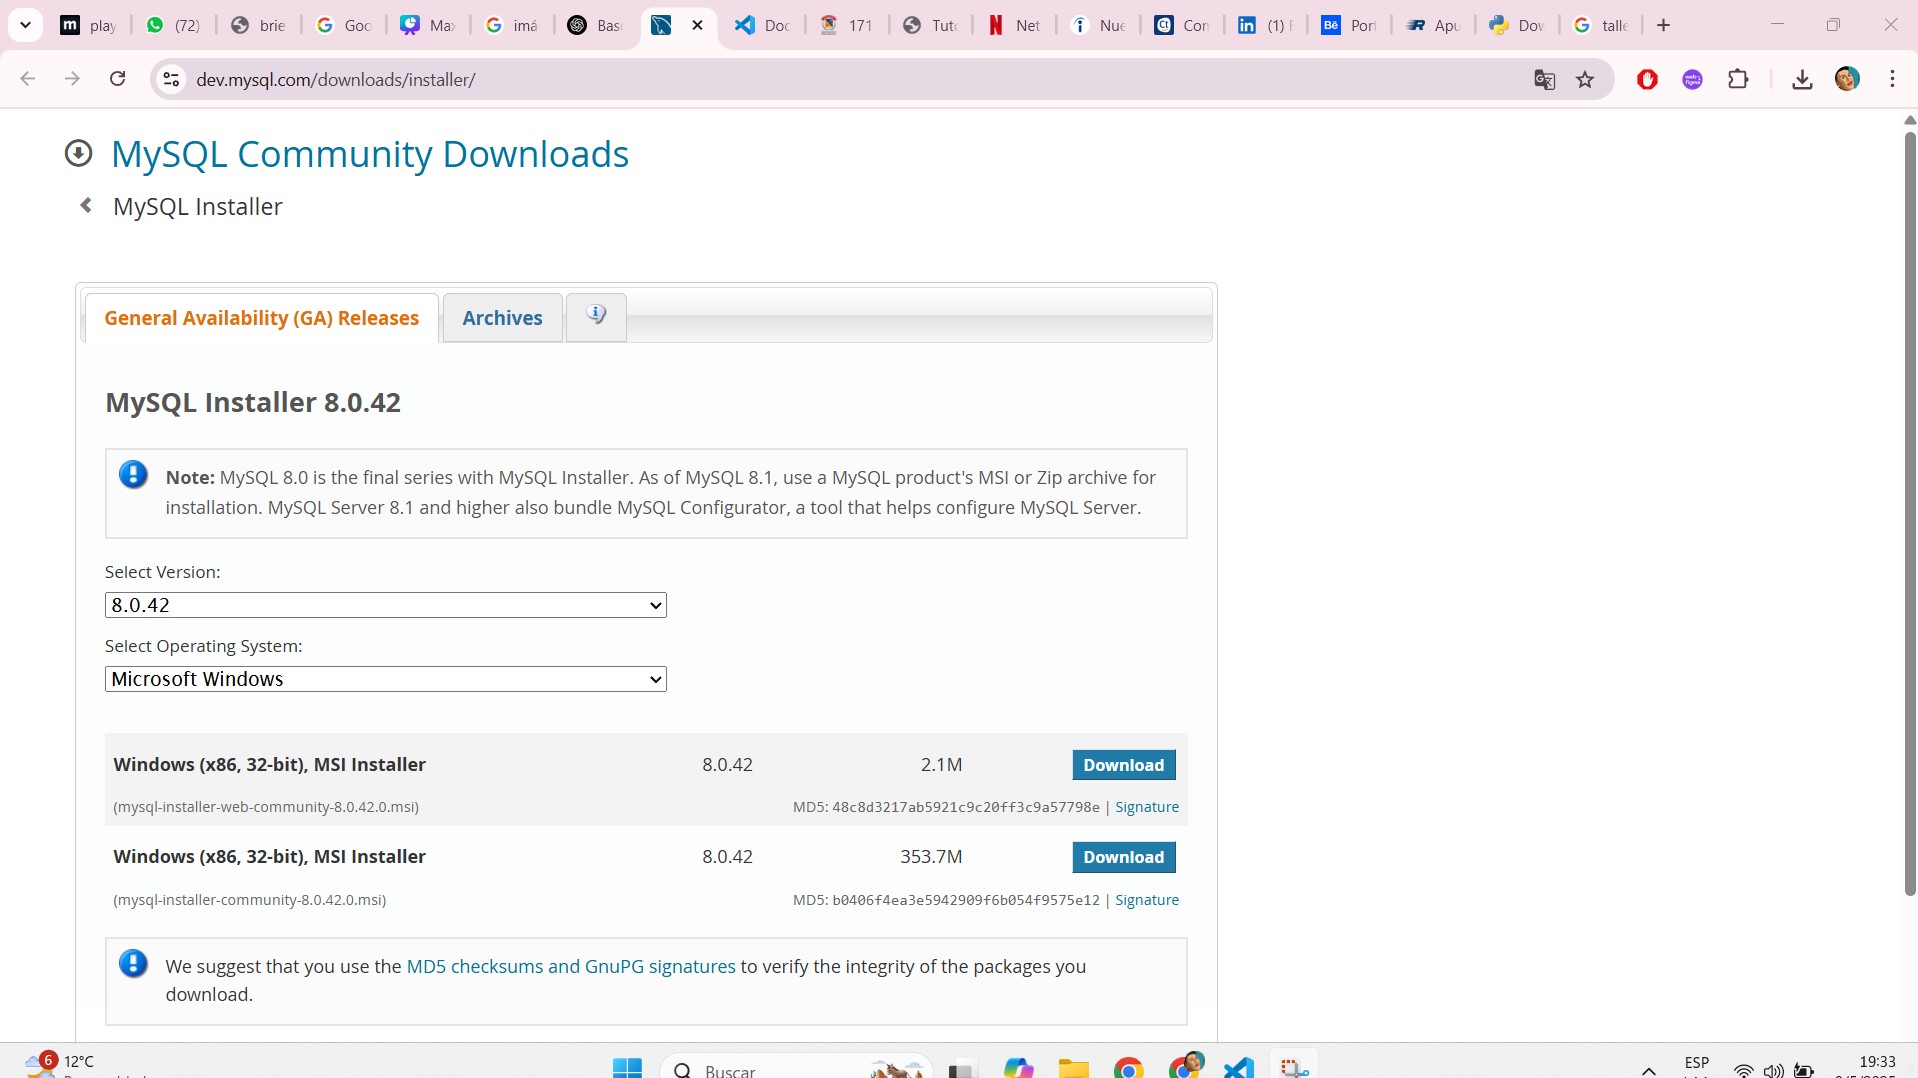 play
(72)
brie
Goo
Max
imá
Bas
Doc
171
Tuto
Net
Nue
Con
(1)
Port
Apu
Dov
talle
dev.mysql.com/downloads/installer/
MySQL Community Downloads
MySQL Installer
General Availability (GA) Releases
Archives
MySQL Installer 8.0.42
Note: MySQL 8.0 is the final series with MySQL Installer. As of MySQL 8.1, use a MySQL product's MSI or Zip archive for
installation. MySQL Server 8.1 and higher also bundle MySQL Configurator, a tool that helps configure MySQL Server.
Select Version:
8.0.42
Select Operating System:
Microsoft Windows
Windows (x86, 32-bit), MSI Installer 8.0.42 2.1M Download
(mysql-installer-web-community-8.0.42.0.msi) MD5: 48c8d3217ab5921c9c20ff3c9a57798e | Signature
Windows (x86, 32-bit), MSI Installer 8.0.42 353.7M Download
(mysql-installer-community-8.0.42.0.msi) MD5: b0406f4ea3e5942909f6b054f9575e12 | Signature
We suggest that you use the MD5 checksums and GnuPG signatures to verify the integrity of the packages you
download.
6 12°C
Buscar
ESP
19:33